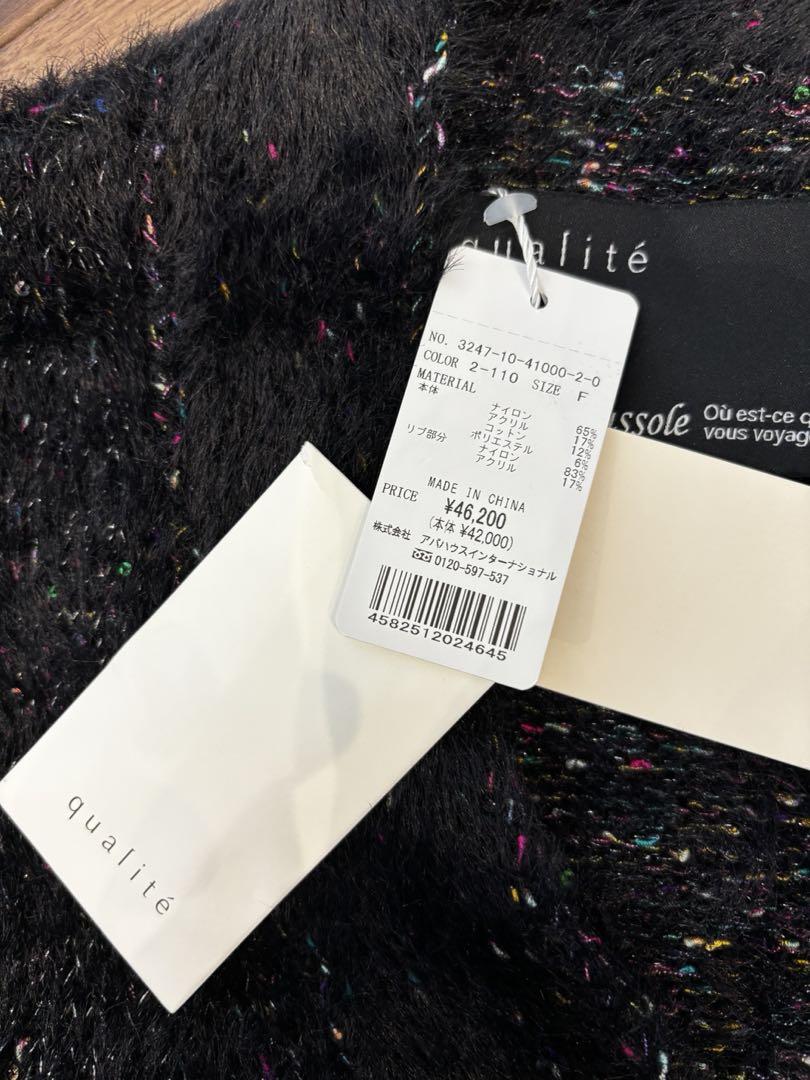 qualité
NO. 3247-10-41000-2-0
COLOR 2-110 SIZE F
MATERIAL
本体
ナイロン 65%
アクリル 17%
コットン 12%
ポリエステル 6%
リブ部分
ナイロン 83%
アクリル 17%
MADE IN CHINA
PRICE ¥46,200
(本体 ¥42,000)
株式会社 アバハウスインターナショナル
0120-597-537
4582512024645
Où est-ce q
vous voyag
qualité